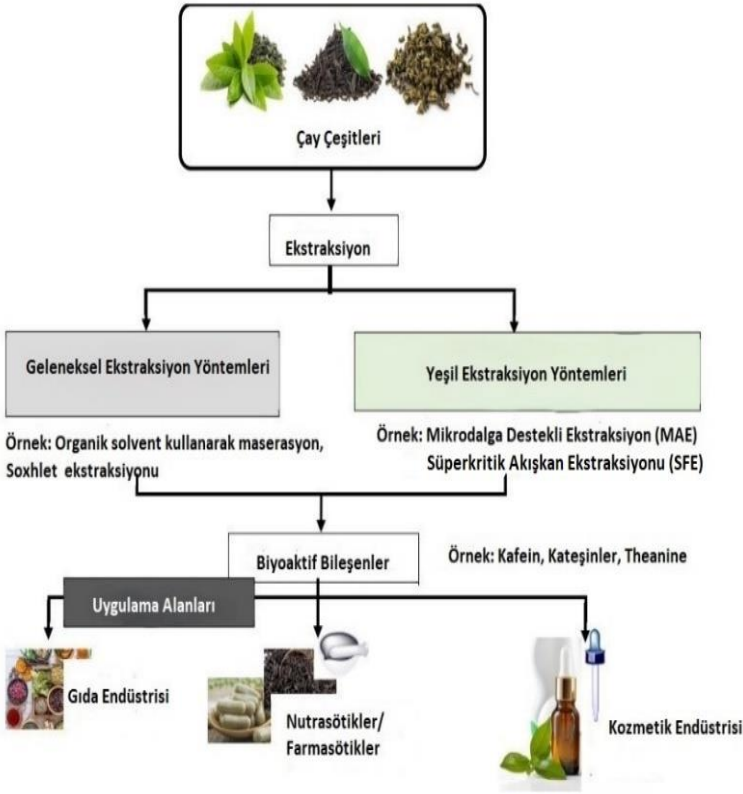 Çay Çeşitleri
Ekstraksiyon
Geleneksel Ekstraksiyon Yöntemleri
Yeşil Ekstraksiyon Yöntemleri
Örnek: Organik solvent kullanarak maserasyon,
Soxhlet ekstraksiyonu
Örnek: Mikrodalga Destekli Ekstraksiyon (MAE)
Süperkritik Akışkan Ekstraksiyonu (SFE)
Biyoaktif Bileşenler
Örnek: Kafein, Kateşinler, Theanine
Uygulama Alanları
Gıda Endüstrisi
Nutrasötikler/
Farmasötikler
Kozmetik Endüstrisi